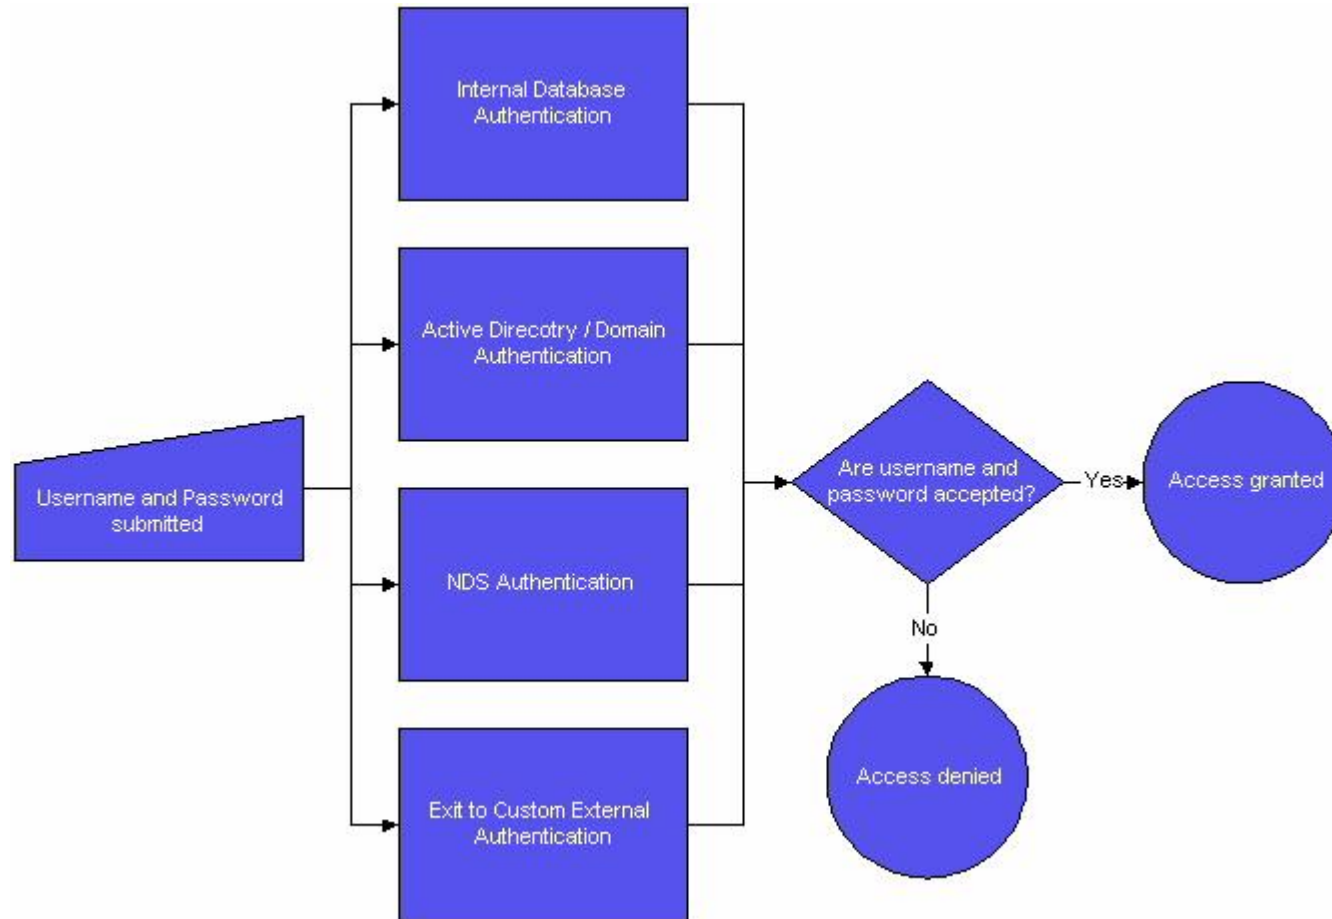 Internal Database
Authentication
Active Direcotry / Domain
Authentication
Username and Password
submitted
NDS Authentication
Exit to Custom External
Authentication
Are username and
password accepted?
Yes
Access granted
No
Access denied